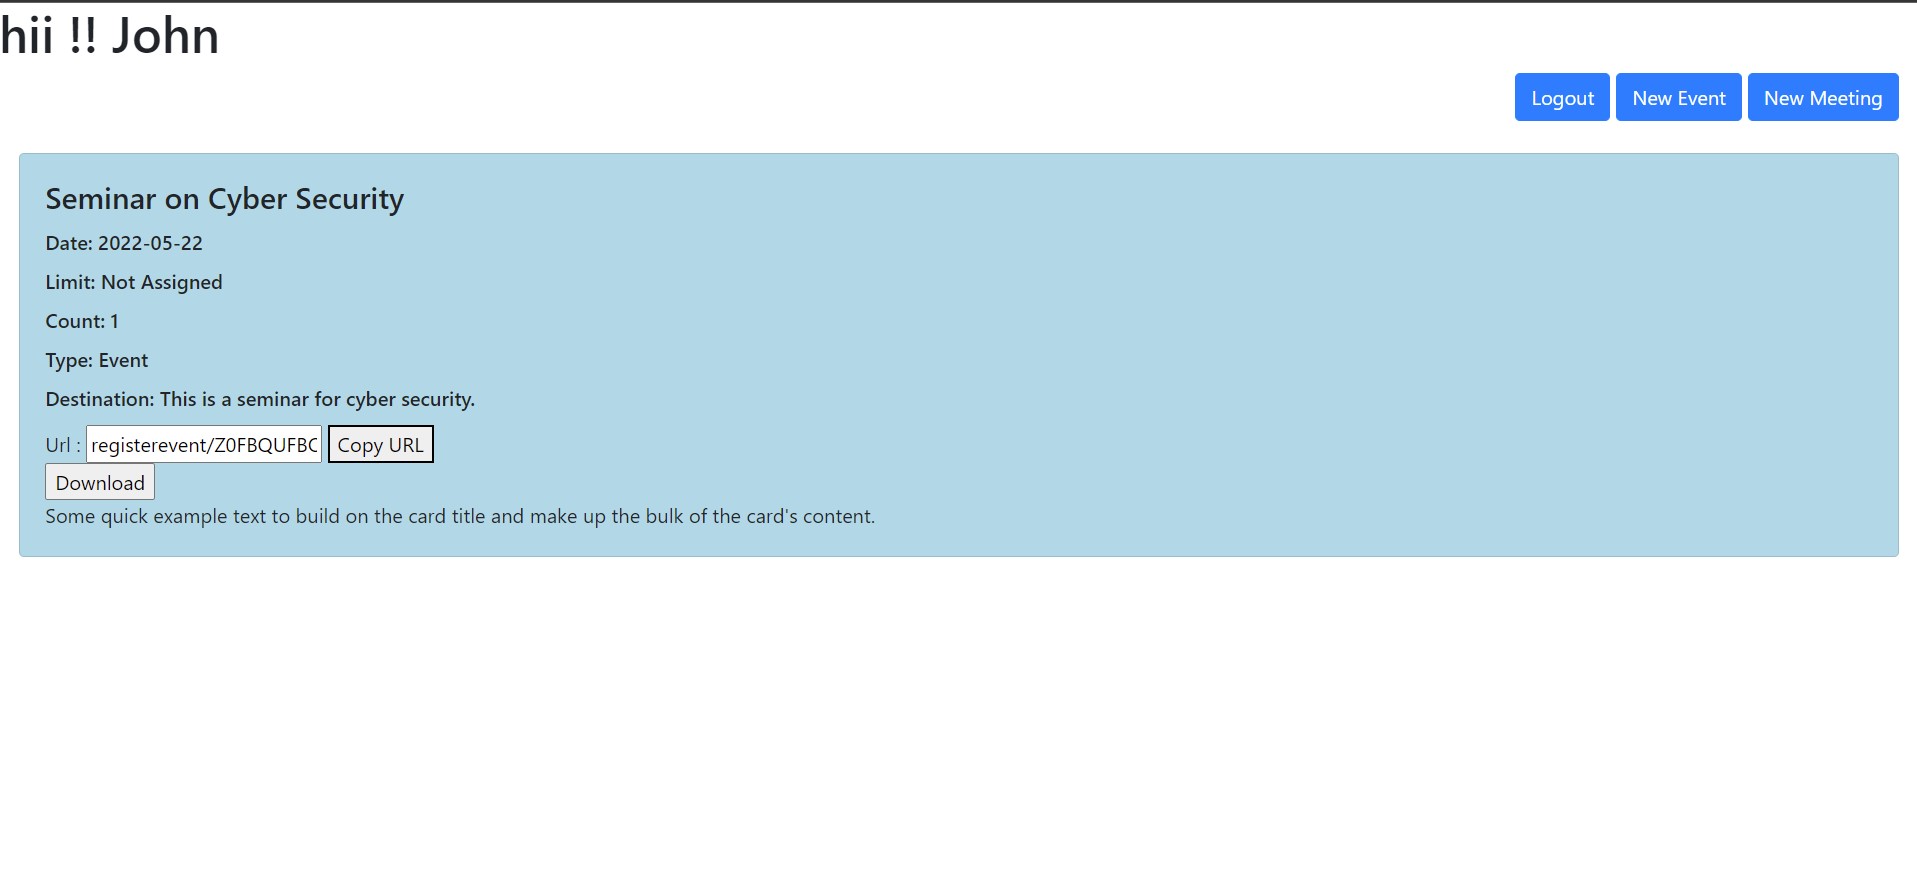 hii !! John
Logout New Event New Meeting
Seminar on Cyber Security
Date: 2022-05-22
Limit: Not Assigned
Count: 1
Type: Event
Destination: This is a seminar for cyber security.
Url : registerevent/Z0FBQUFBC Copy URL
Download
Some quick example text to build on the card title and make up the bulk of the card's content.